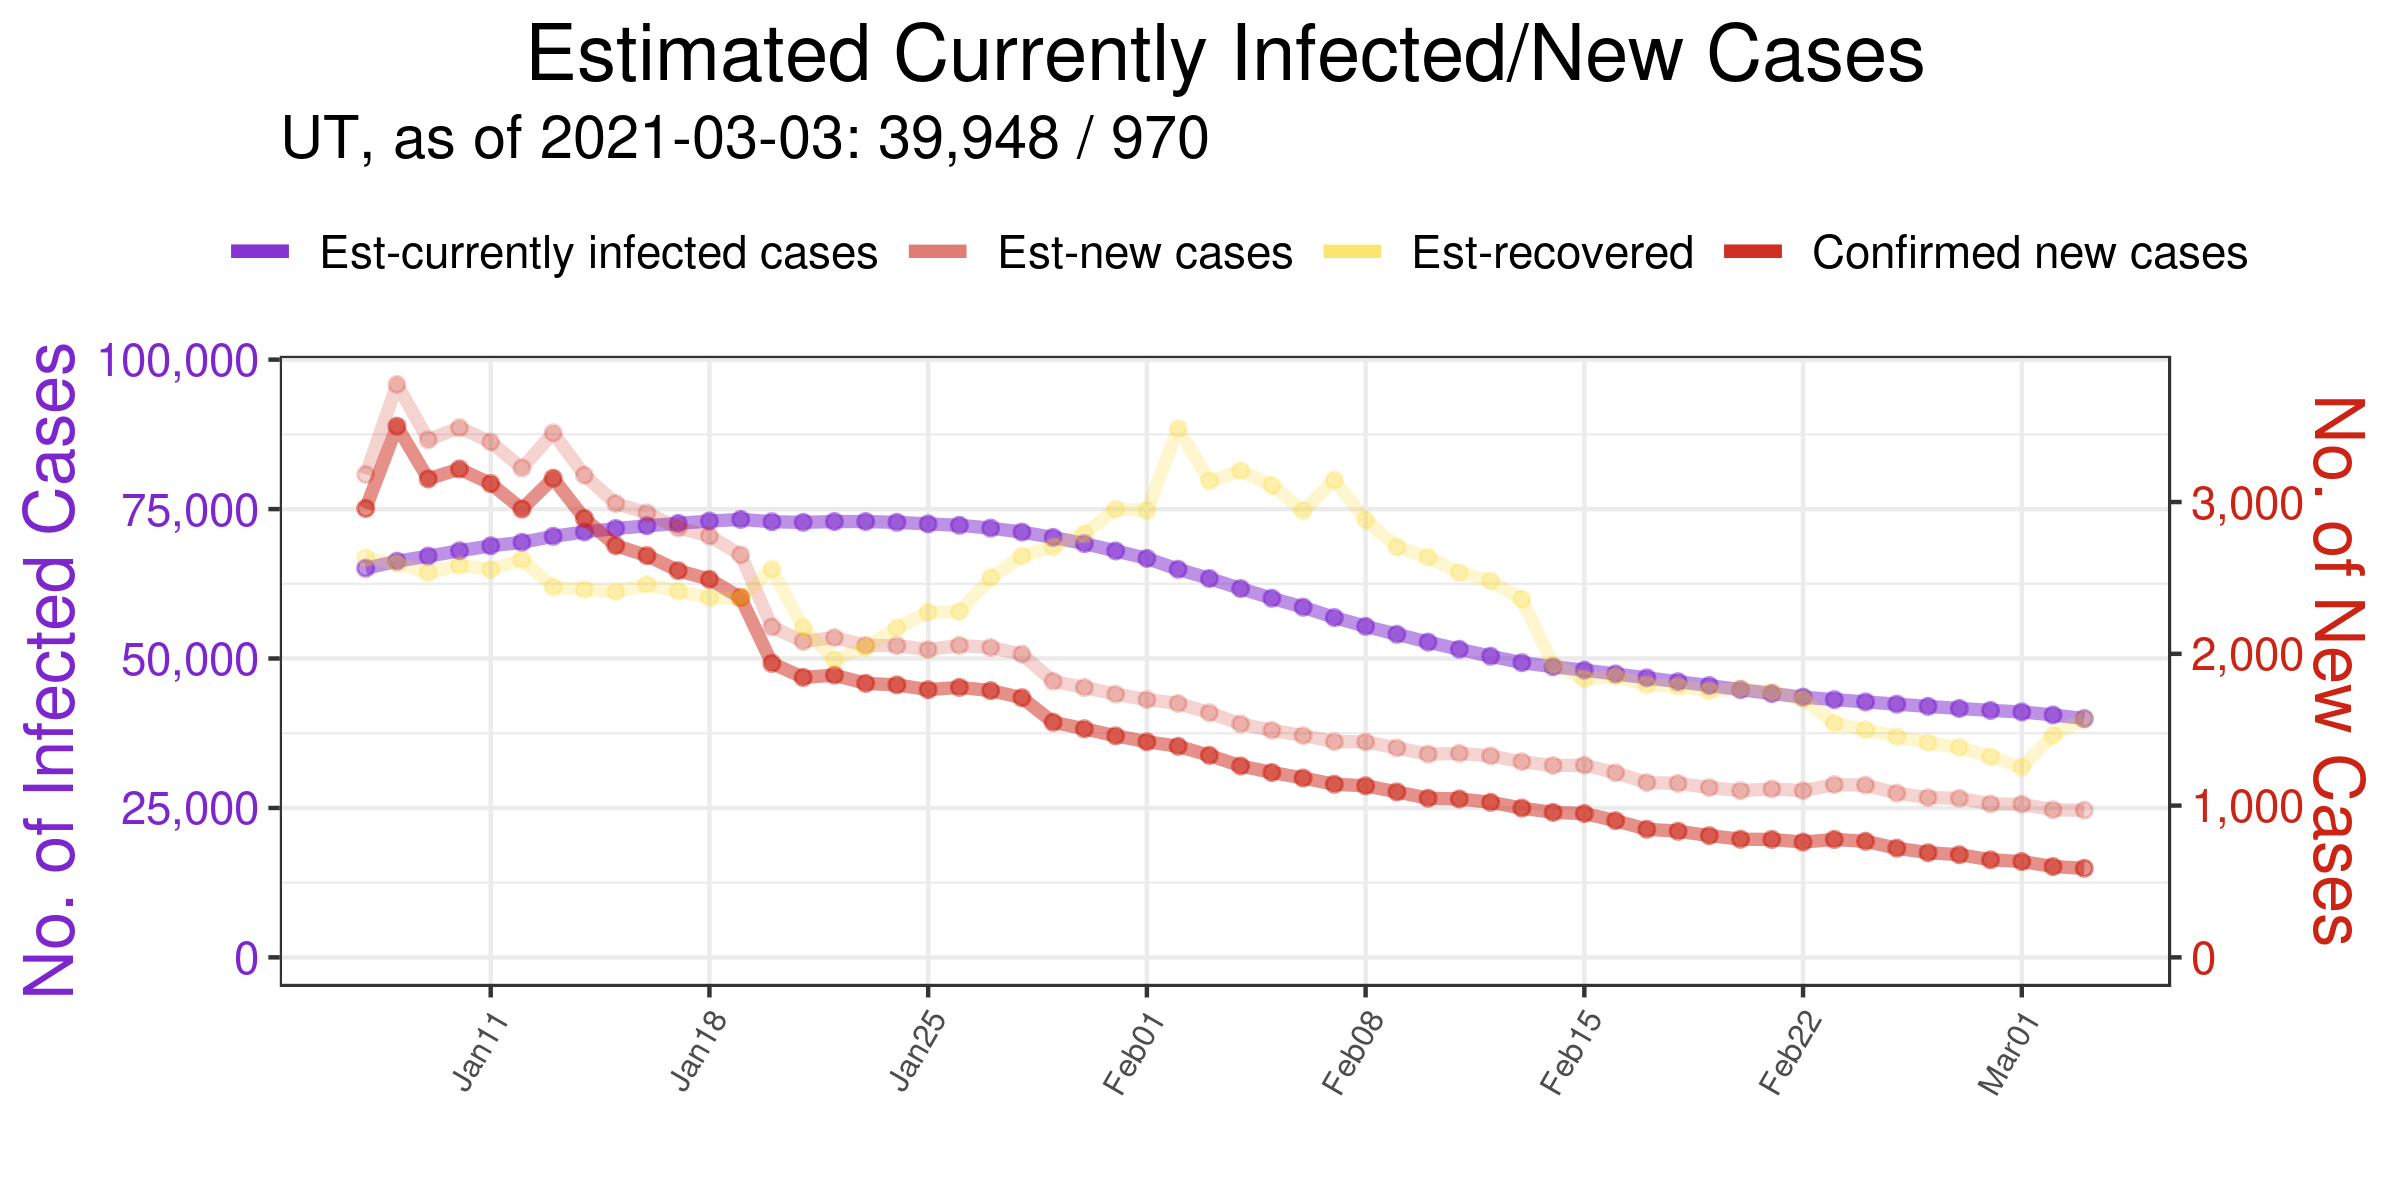 Estimated Currently Infected/New Cases
UT, as of 2021-03-03: 39,948 / 970
Est-currently infected cases Est-new cases Est-recovered Confirmed new cases
No. of Infected Cases
100,000
75,000
50,000
25,000
0
3,000
2,000
1,000
0
No. of New Cases
Jan11 Jan18 Jan25 Feb01 Feb08 Feb15 Feb22 Mar01